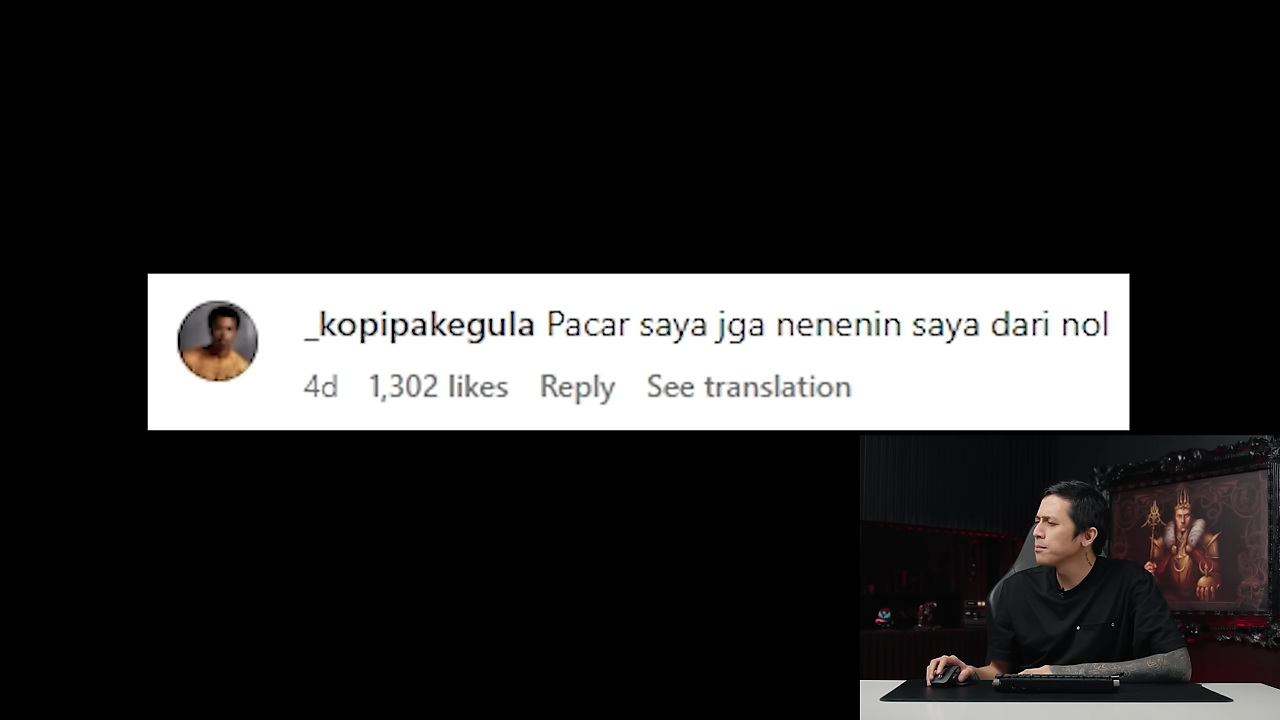 _kopipakegula Pacar saya jga nenenin saya dari nol
4d 1,302 likes Reply See translation